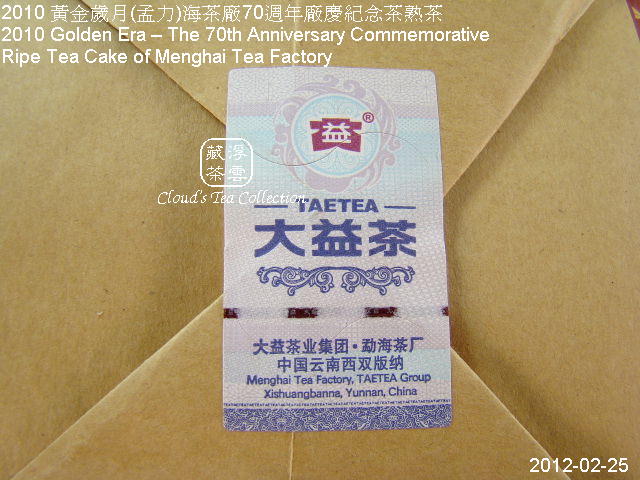 2010 黃金歲月(孟力)海茶廠70週年廠慶紀念茶熟茶
2010 Golden Era – The 70th Anniversary Commemorative
Ripe Tea Cake of Menghai Tea Factory
益®
浮雲
藏茶
Cloud's Tea Collection
TAETEA
大益茶
大益茶业集团·勐海茶厂
中国云南西双版纳
Menghai Tea Factory, TAETEA Group
Xishuangbanna, Yunnan, China
2012-02-25